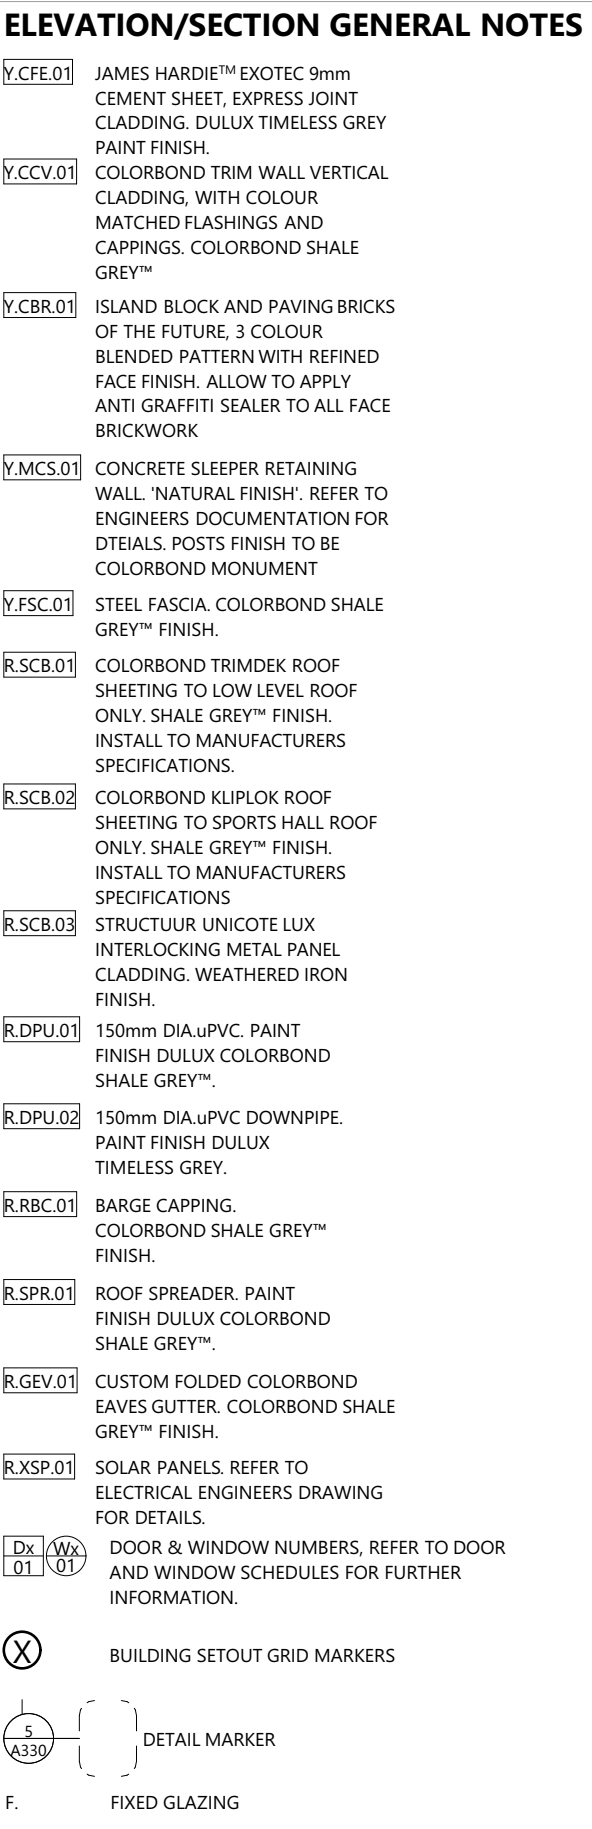 ELEVATION/SECTION GENERAL NOTES
Y.CFE.01 JAMES HARDIE™ EXOTEC 9mm
CEMENT SHEET, EXPRESS JOINT
CLADDING. DULUX TIMELESS GREY
PAINT FINISH.
Y.CCV.01 COLORBOND TRIM WALL VERTICAL
CLADDING, WITH COLOUR
MATCHED FLASHINGS AND
CAPPINGS. COLORBOND SHALE
GREY™
Y.CBR.01 ISLAND BLOCK AND PAVING BRICKS
OF THE FUTURE, 3 COLOUR
BLENDED PATTERN WITH REFINED
FACE FINISH. ALLOW TO APPLY
ANTI GRAFFITI SEALER TO ALL FACE
BRICKWORK
Y.MCS.01 CONCRETE SLEEPER RETAINING
WALL. 'NATURAL FINISH'. REFER TO
ENGINEERS DOCUMENTATION FOR
DTEIALS. POSTS FINISH TO BE
COLORBOND MONUMENT
Y.FSC.01 STEEL FASCIA. COLORBOND SHALE
GREY™ FINISH.
R.SCB.01 COLORBOND TRIMDEK ROOF
SHEETING TO LOW LEVEL ROOF
ONLY. SHALE GREY™ FINISH.
INSTALL TO MANUFACTURERS
SPECIFICATIONS.
R.SCB.02 COLORBOND KLIPLOK ROOF
SHEETING TO SPORTS HALL ROOF
ONLY. SHALE GREY™ FINISH.
INSTALL TO MANUFACTURERS
SPECIFICATIONS
R.SCB.03 STRUCTUUR UNICOTE LUX
INTERLOCKING METAL PANEL
CLADDING. WEATHERED IRON
FINISH.
R.DPU.01 150mm DIA.uPVC. PAINT
FINISH DULUX COLORBOND
SHALE GREY™.
R.DPU.02 150mm DIA.uPVC DOWNPIPE.
PAINT FINISH DULUX
TIMELESS GREY.
R.RBC.01 BARGE CAPPING.
COLORBOND SHALE GREY™
FINISH.
R.SPR.01 ROOF SPREADER. PAINT
FINISH DULUX COLORBOND
SHALE GREY™.
R.GEV.01 CUSTOM FOLDED COLORBOND
EAVES GUTTER. COLORBOND SHALE
GREY™ FINISH.
R.XSP.01 SOLAR PANELS. REFER TO
ELECTRICAL ENGINEERS DRAWING
FOR DETAILS.
Dx Wx DOOR & WINDOW NUMBERS, REFER TO DOOR
01 01 AND WINDOW SCHEDULES FOR FURTHER
INFORMATION.
X BUILDING SETOUT GRID MARKERS
5
A330 DETAIL MARKER
F. FIXED GLAZING